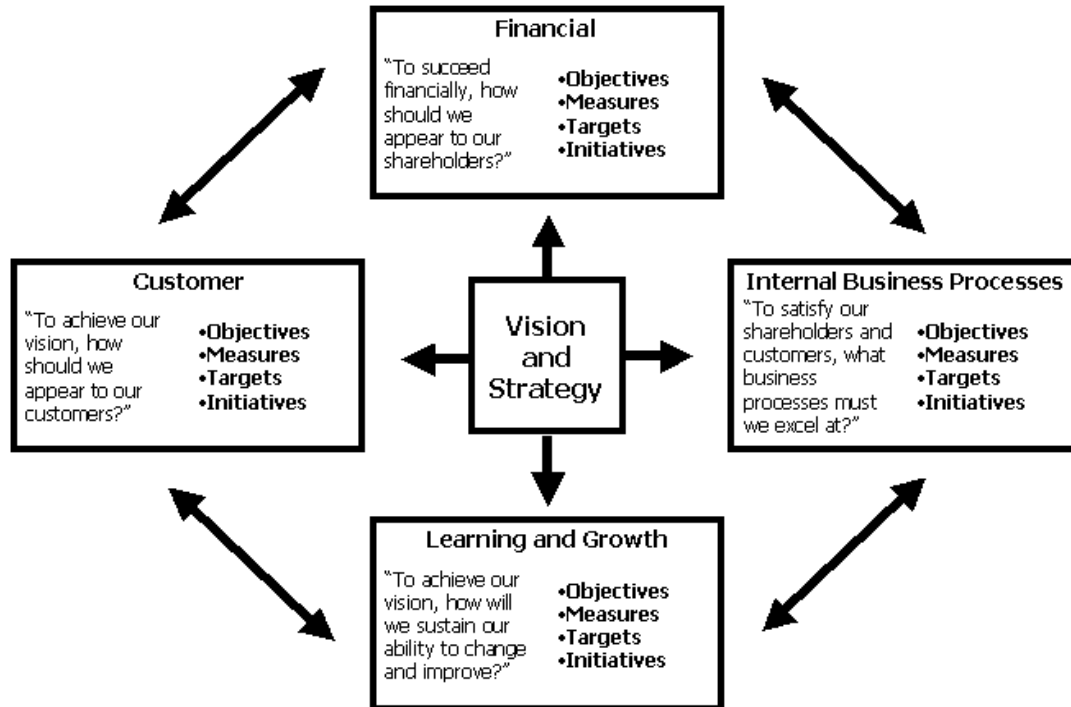 Financial
“To succeed
financially, how
should we
appear to our
shareholders?”
•Objectives
•Measures
•Targets
•Initiatives
Customer
“To achieve our
vision, how
should we
appear to our
customers?”
•Objectives
•Measures
•Targets
•Initiatives
Vision
and
Strategy
Internal Business Processes
“To satisfy our
shareholders and
customers, what
business
processes must
we excel at?”
•Objectives
•Measures
•Targets
•Initiatives
Learning and Growth
“To achieve our
vision, how will
we sustain our
ability to change
and improve?”
•Objectives
•Measures
•Targets
•Initiatives